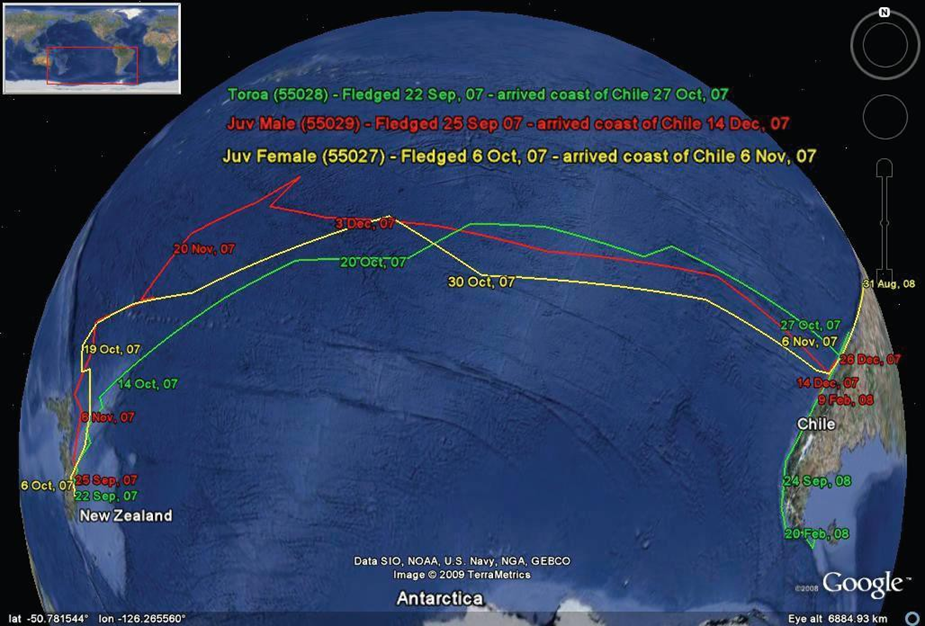 N
Toroa (55028) - Fledged 22 Sep, 07 - arrived coast of Chile 27 Oct, 07
Juv Male (55029) - Fledged 25 Sep 07 - arrived coast of Chile 14 Dec, 07
Juv Female (55027) - Fledged 6 Oct, 07 - arrived coast of Chile 6 Nov, 07
3 Dec, 07
20 Nov, 07
20 Oct, 07
30 Oct, 07
31 Aug, 08
27 Oct, 07
6 Nov, 07
19 Oct, 07
26 Dec, 07
14 Oct, 07
14 Dec, 07
9 Feb, 08
6 Nov, 07
Chile
25 Sep, 07
6 Oct, 07
22 Sep, 07
24 Sep, 08
New Zealand
20 Feb, 08
Data SIO, NOAA, U.S. Navy, NGA, GEBCO
Image © 2009 TerraMetrics
©2008 Google™
Antarctica
lat -50.781544° lon -126.265560° Eye alt 6884.93 km